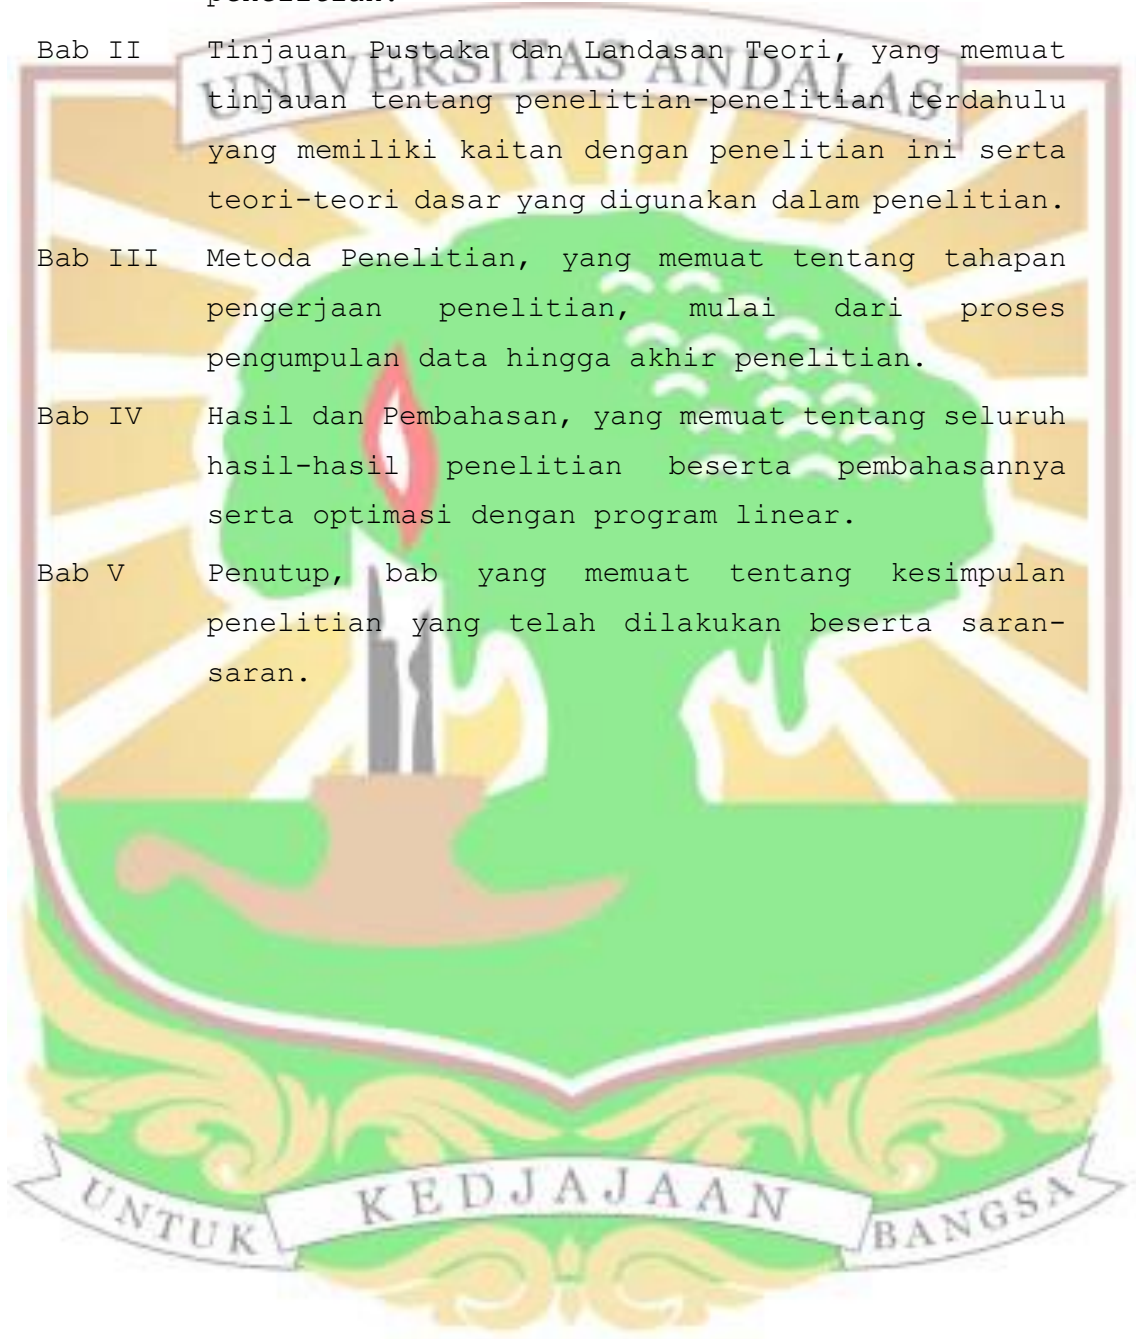 penelitian.
UNIVERSITAS ANDALAS
Bab II Tinjauan Pustaka dan Landasan Teori, yang memuat
tinjauan tentang penelitian-penelitian terdahulu
yang memiliki kaitan dengan penelitian ini serta
teori-teori dasar yang digunakan dalam penelitian.
Bab III Metoda Penelitian, yang memuat tentang tahapan
pengerjaan penelitian, mulai dari proses
pengumpulan data hingga akhir penelitian.
Bab IV Hasil dan Pembahasan, yang memuat tentang seluruh
hasil-hasil penelitian beserta pembahasannya
serta optimasi dengan program linear.
Bab V Penutup, bab yang memuat tentang kesimpulan
penelitian yang telah dilakukan beserta saran-
saran.
UNTUK KEDJAJAAN BANGSA